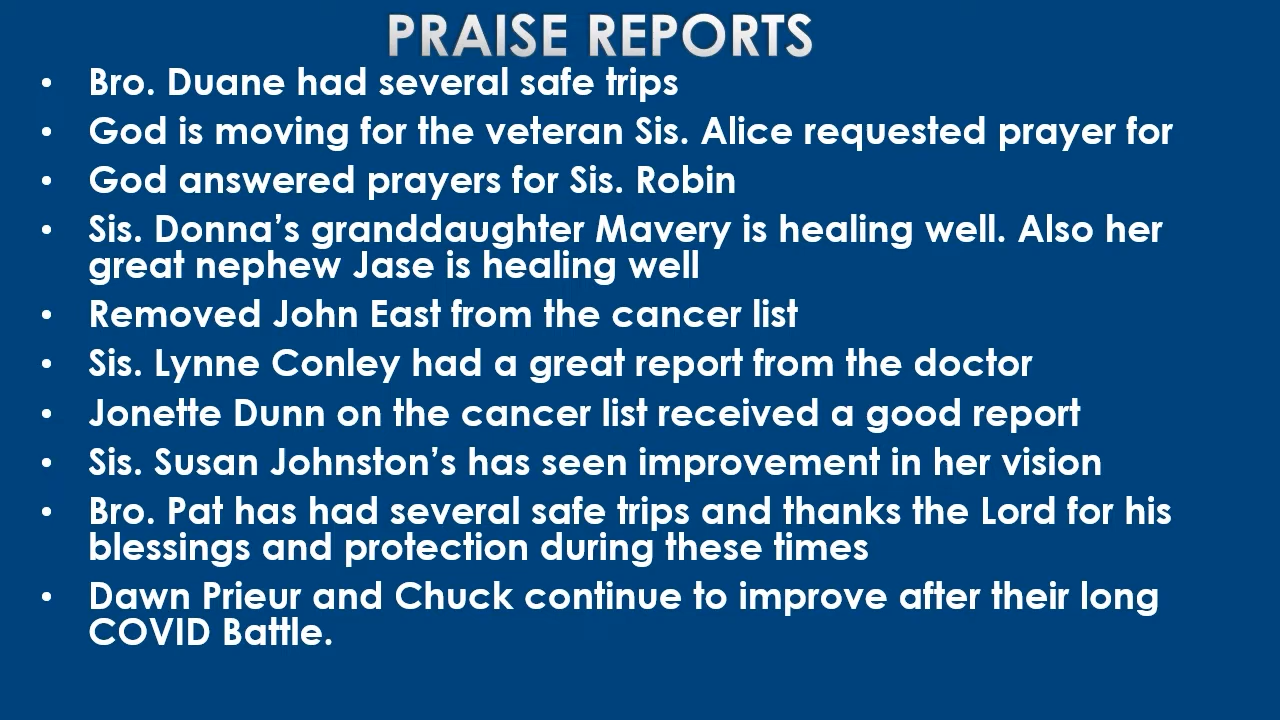 PRAISE REPORTS
• Bro. Duane had several safe trips
• God is moving for the veteran Sis. Alice requested prayer for
• God answered prayers for Sis. Robin
• Sis. Donna’s granddaughter Mavery is healing well. Also her
great nephew Jase is healing well
• Removed John East from the cancer list
• Sis. Lynne Conley had a great report from the doctor
• Jonette Dunn on the cancer list received a good report
• Sis. Susan Johnston’s has seen improvement in her vision
• Bro. Pat has had several safe trips and thanks the Lord for his
blessings and protection during these times
• Dawn Prieur and Chuck continue to improve after their long
COVID Battle.